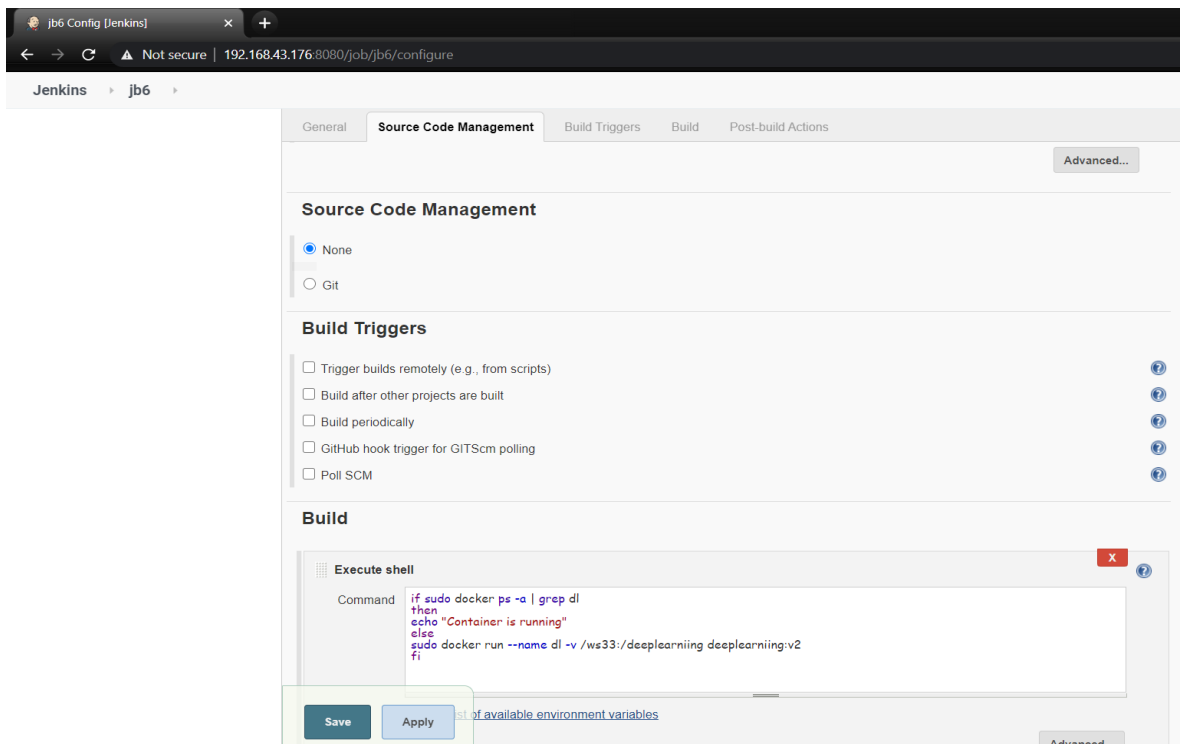 jb6 Config [Jenkins]
Not secure | 192.168.43.176:8080/job/jb6/configure
Jenkins jb6
General Source Code Management Build Triggers Build Post-build Actions
Advanced...
Source Code Management
None
Git
Build Triggers
Trigger builds remotely (e.g., from scripts)
Build after other projects are built
Build periodically
GitHub hook trigger for GITScm polling
Poll SCM
Build
X
Execute shell
Command
if sudo docker ps -a | grep dl
then
echo "Container is running"
else
sudo docker run --name dl -v /ws33:/deeplearniing deeplearniing:v2
fi
of available environment variables
Save Apply
Advanced...